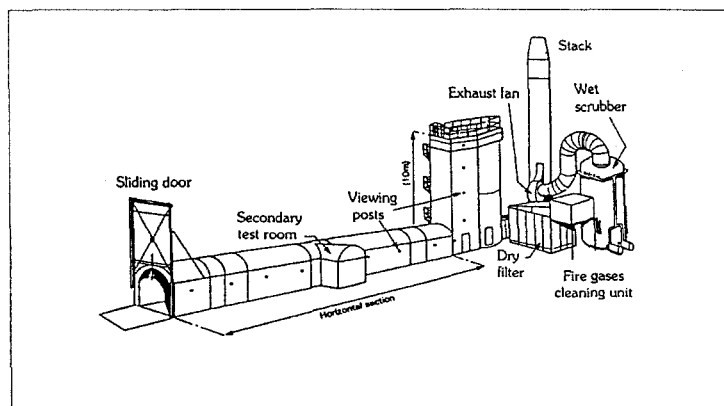 Stack
Exhaust fan
Wet
scrubber
(10m)
Sliding door
Viewing
posts
Secondary
test room
Dry
filter
Fire gases
cleaning unit
Horizontal section